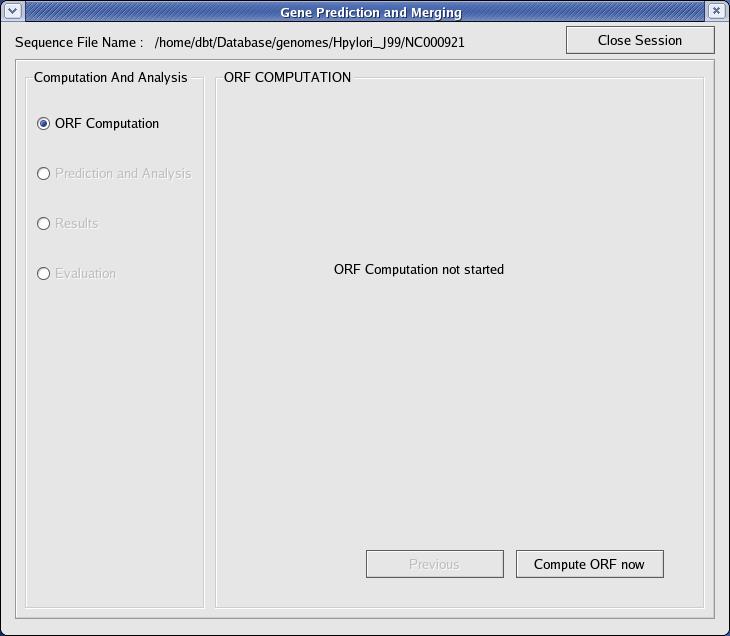 Gene Prediction and Merging
Sequence File Name : /home/dbt/Database/genomes/Hpylori_J99/NC000921
Close Session
Computation And Analysis
ORF COMPUTATION
ORF Computation
Prediction and Analysis
Results
Evaluation
ORF Computation not started
Previous
Compute ORF now